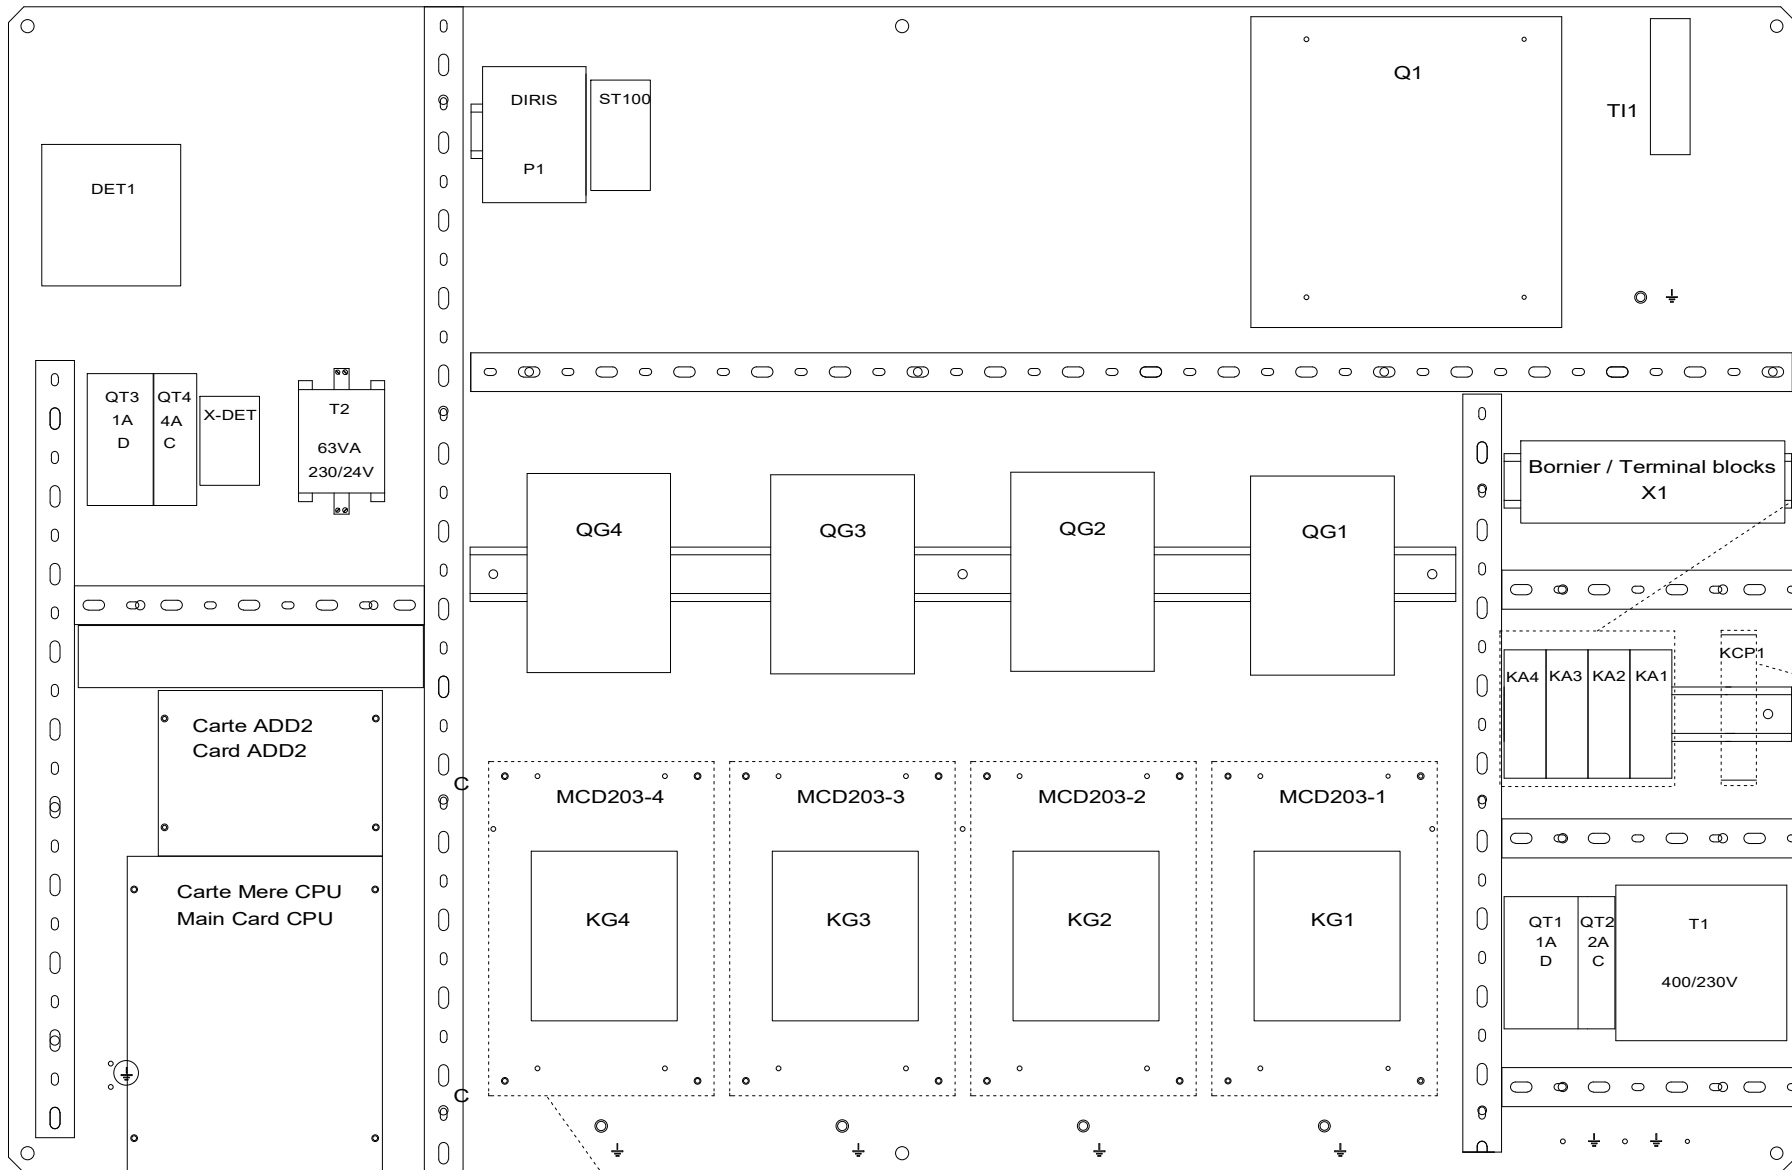 Q1
DIRIS
ST100
TI1
P1
DET1
QT3
QT4
1A
4A
X-DET
D
C
T2
63VA
230/24V
Bornier / Terminal blocks
X1
QG4
QG3
QG2
QG1
KCP1
KA4
KA3
KA2
KA1
Carte ADD2
Card ADD2
C
MCD203-4
MCD203-3
MCD203-2
MCD203-1
Carte Mere CPU
Main Card CPU
KG4
KG3
KG2
KG1
QT1
1A
D
QT2
2A
C
T1
400/230V
C